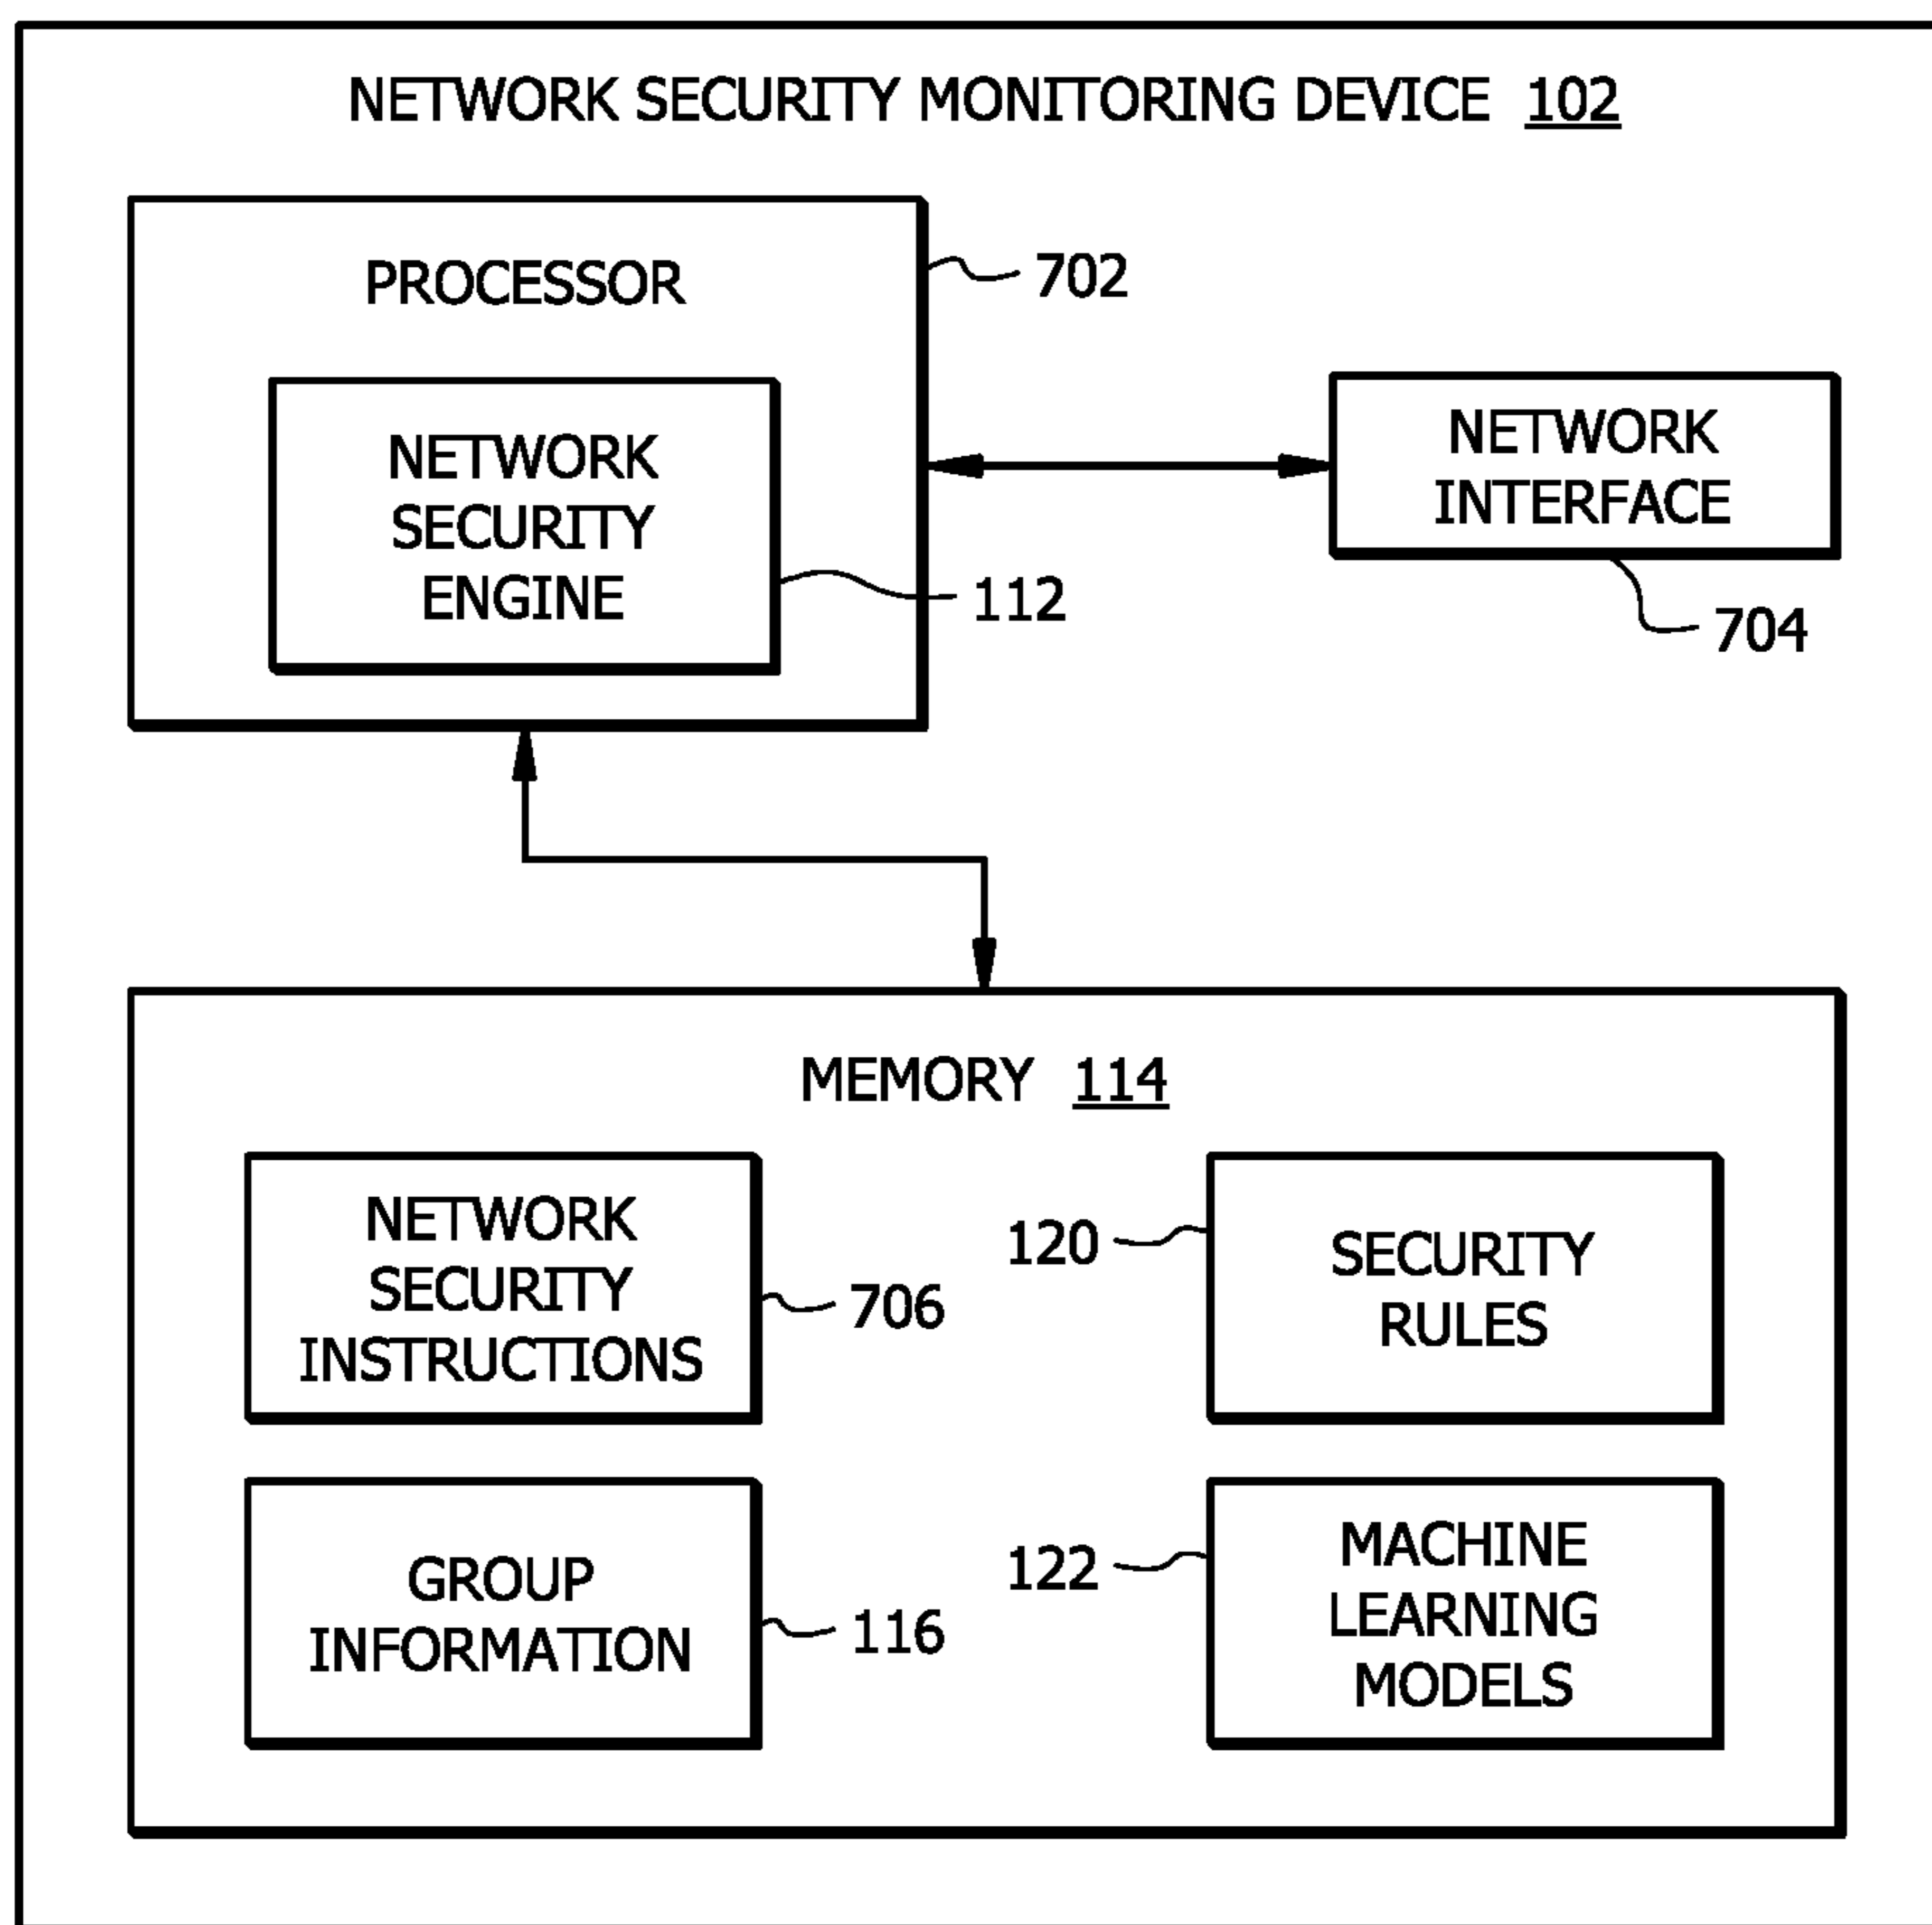 NETWORK SECURITY MONITORING DEVICE 102
PROCESSOR
702
NETWORK
SECURITY
ENGINE
112
NETWORK
INTERFACE
704
MEMORY 114
NETWORK
SECURITY
INSTRUCTIONS
706
120
SECURITY
RULES
GROUP
INFORMATION
116
122
MACHINE
LEARNING
MODELS